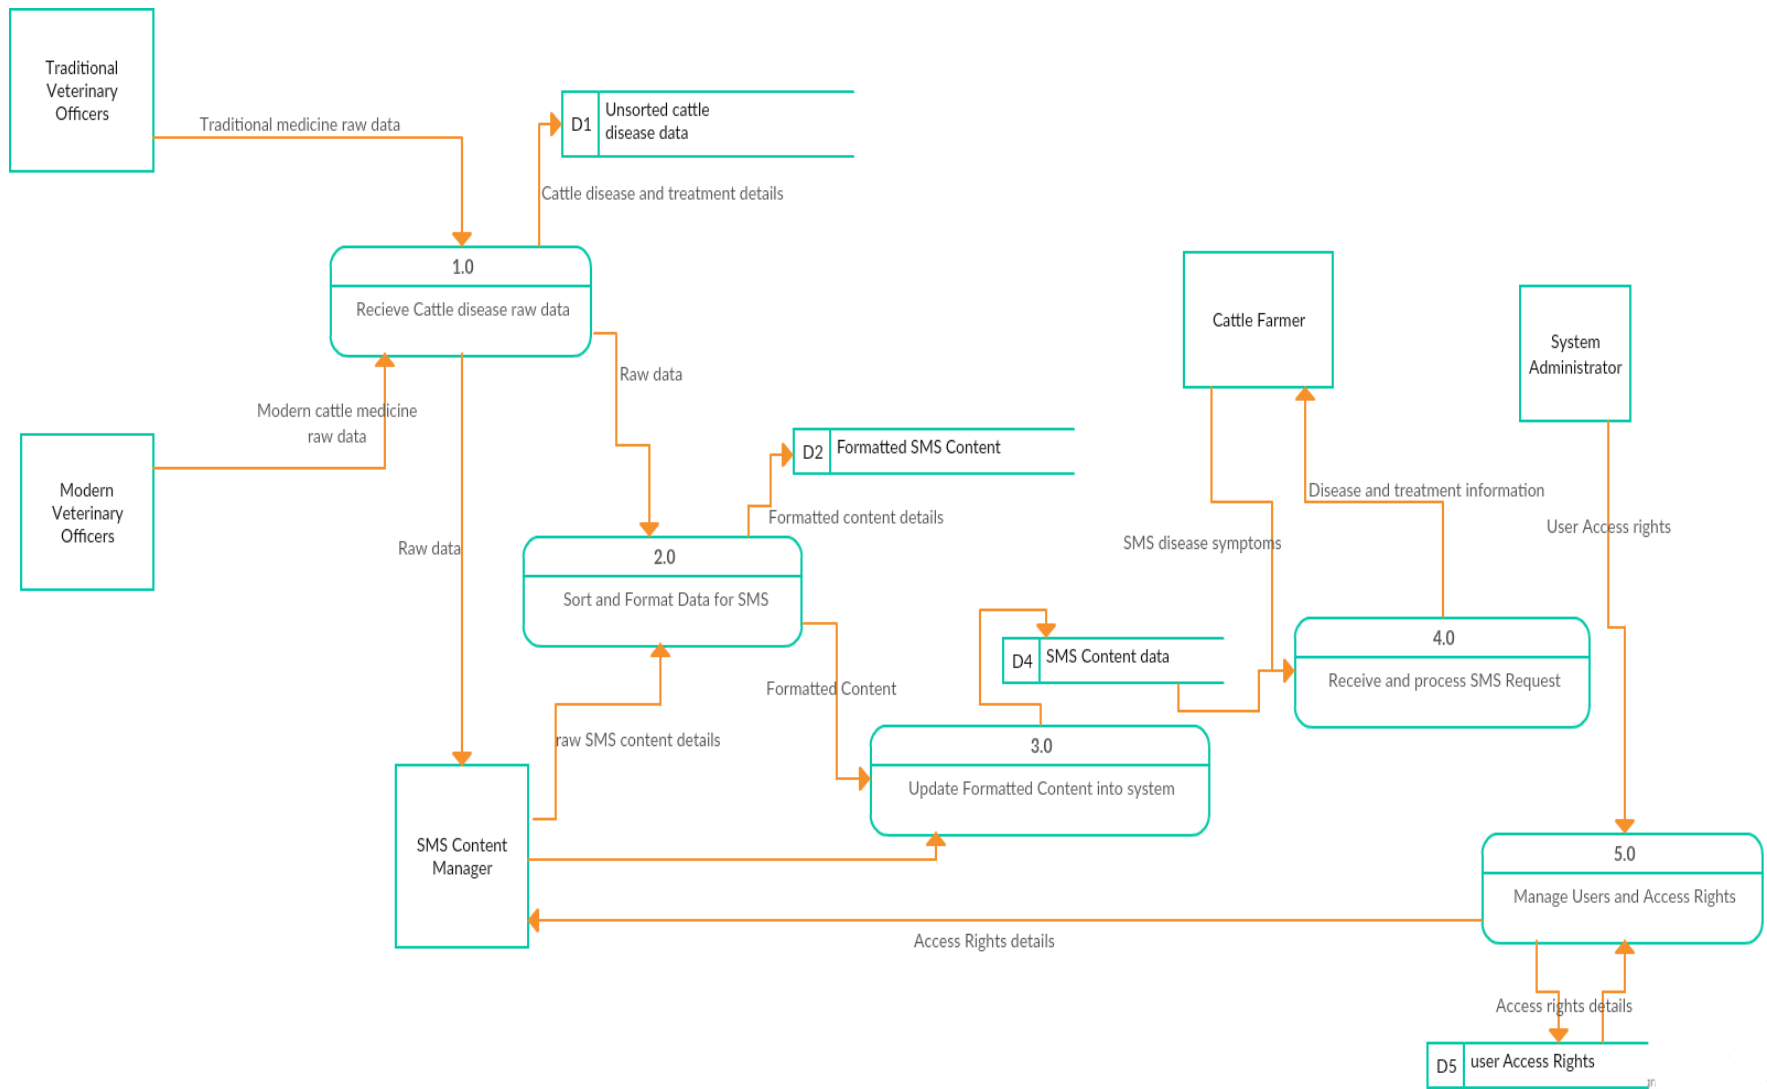 Traditional
Veterinary
Officers
Traditional medicine raw data
D1
Unsorted cattle
disease data
Cattle disease and treatment details
1.0
Recieve Cattle disease raw data
Raw data
Modern cattle medicine
raw data
Modern
Veterinary
Officers
Raw data
D2
Formatted SMS Content
Formatted content details
2.0
Sort and Format Data for SMS
Formatted Content
raw SMS content details
Cattle Farmer
System
Administrator
Disease and treatment information
User Access rights
SMS disease symptoms
D4
SMS Content data
4.0
Receive and process SMS Request
3.0
Update Formatted Content into system
SMS Content
Manager
5.0
Manage Users and Access Rights
Access Rights details
Access rights details
D5
user Access Rights